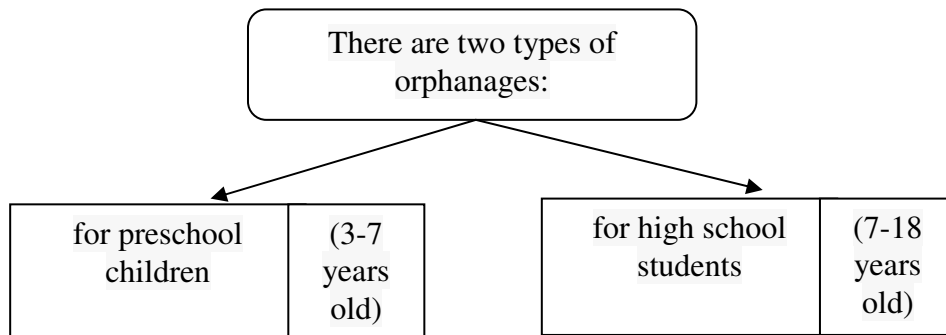 There are two types of
orphanages:
for preschool
children
(3-7
years
old)
for high school
students
(7-18
years
old)